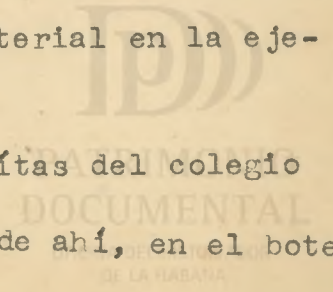 terial en la eje-
ítas del colegio
PATRIMONIO
DOCUMENTAL
de ahí, en el bote
DE LA HABANA